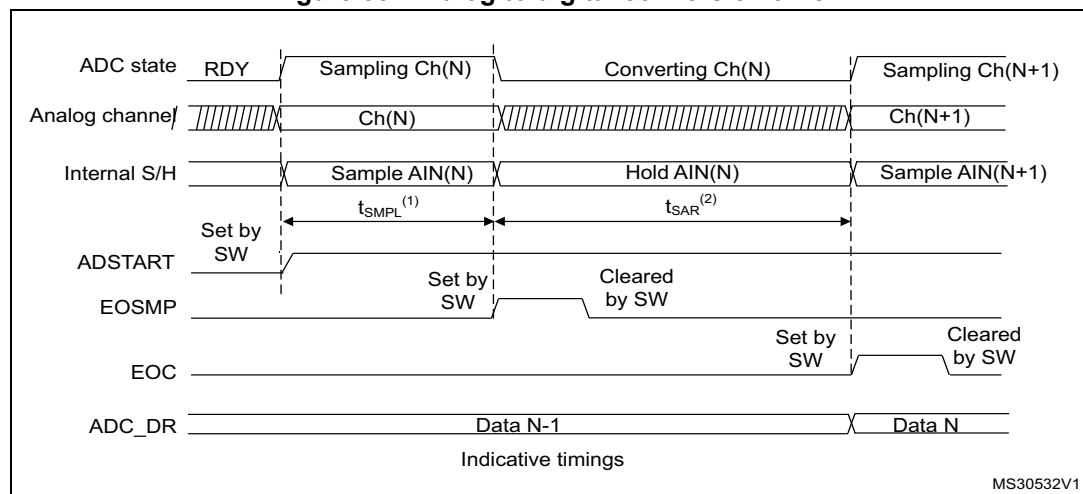 ADC state RDY Sampling Ch(N) Converting Ch(N) Sampling Ch(N+1)
Analog channel Ch(N) Ch(N+1)
Internal S/H Sample AIN(N) Hold AIN(N) Sample AIN(N+1)
tSMPL(1) tSAR(2)
Set by
SW
ADSTART
Set by
SW
Cleared
by SW
EOSMP
Set by
SW
Cleared
by SW
EOC
ADC_DR Data N-1 Data N
Indicative timings
MS30532V1